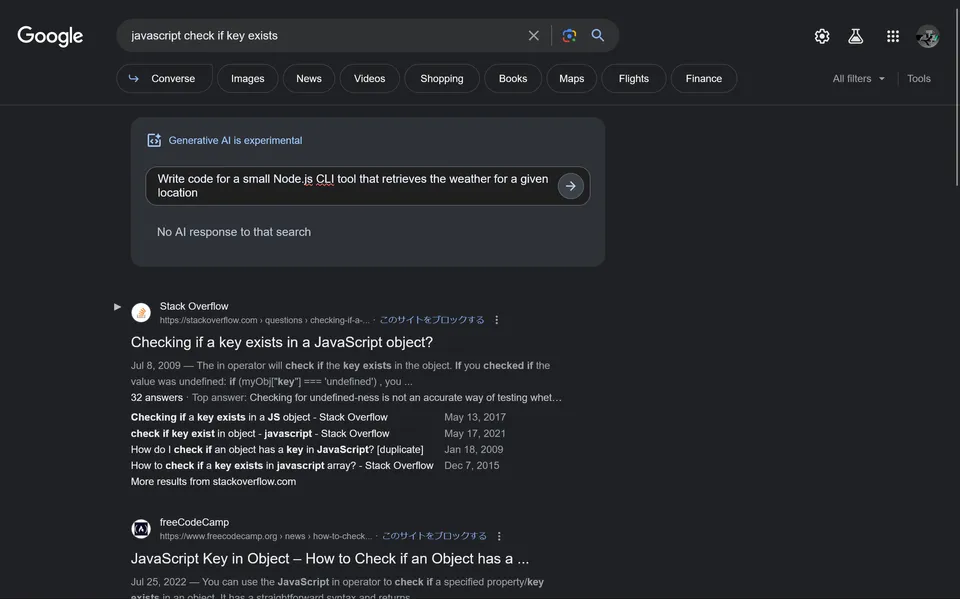 Google
javascript check if key exists
Converse Images News Videos Shopping Books Maps Flights Finance All filters Tools
Generative AI is experimental
Write code for a small Node.js CLI tool that retrieves the weather for a given
location
No AI response to that search
Stack Overflow
https://stackoverflow.com › questions › checking-if-a-... · このサイトをブロックする
Checking if a key exists in a JavaScript object?
Jul 8, 2009 — The in operator will check if the key exists in the object. If you checked if the
value was undefined: if (myObj["key"] === 'undefined') , you ...
32 answers · Top answer: Checking for undefined-ness is not an accurate way of testing whet…
Checking if a key exists in a JS object - Stack Overflow May 13, 2017
check if key exist in object - javascript - Stack Overflow May 17, 2021
How do I check if an object has a key in JavaScript? [duplicate] Jan 18, 2009
How to check if a key exists in javascript array? - Stack Overflow Dec 7, 2015
More results from stackoverflow.com
freeCodeCamp
https://www.freecodecamp.org › news › how-to-check... · このサイトをブロックする
JavaScript Key in Object – How to Check if an Object has a ...
Jul 25, 2022 — You can use the JavaScript in operator to check if a specified property/key
exists in an object. It has a straightforward syntax and returns